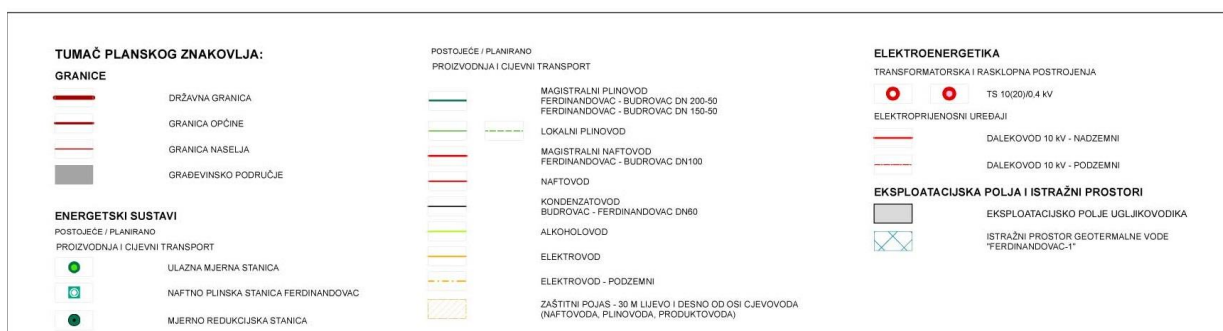 TUMAČ PLANSKOG ZNAKOVLJA:
GRANICE
DRŽAVNA GRANICA
GRANICA OPĆINE
GRANICA NASELJA
GRAĐEVINSKO PODRUČJE
ENERGETSKI SUSTAVI
POSTOJEĆE / PLANIRANO
PROIZVODNJA I CIJEVNI TRANSPORT
ULAZNA MJERNA STANICA
NAFTNO PLINSKA STANICA FERDINANDOVAC
MJERNO REDUKCIJSKA STANICA
POSTOJEĆE / PLANIRANO
PROIZVODNJA I CIJEVNI TRANSPORT
MAGISTRALNI PLINOVOD
FERDINANDOVAC - BUDROVAC DN 200-50
FERDINANDOVAC - BUDROVAC DN 150-50
LOKALNI PLINOVOD
MAGISTRALNI NAFTOVOD
FERDINANDOVAC - BUDROVAC DN100
NAFTOVOD
KONDENZATOVOD
BUDROVAC - FERDINANDOVAC DN60
ALKOHOLOVOD
ELEKTROVOD
ELEKTROVOD - PODZEMNI
ZAŠTITNI POJAS - 30 M LIJEVO I DESNO OD OSI CJEVOVODA
(NAFTOVODA, PLINOVODA, PRODUKTOVODA)
ELEKTROENERGETIKA
TRANSFORMATORSKA I RASKLOPNA POSTROJENJA
TS 10(20)/0,4 kV
ELEKTROPRIJENOSNI UREĐAJI
DALEKOVOD 10 kV - NADZEMNI
DALEKOVOD 10 kV - PODZEMNI
EKSPLOATACIJSKA POLJA I ISTRAŽNI PROSTORI
EKSPLOATACIJSKO POLJE UGLJIKOVODIKA
ISTRAŽNI PROSTOR GEOTERMALNE VODE
"FERDINANDOVAC-1"